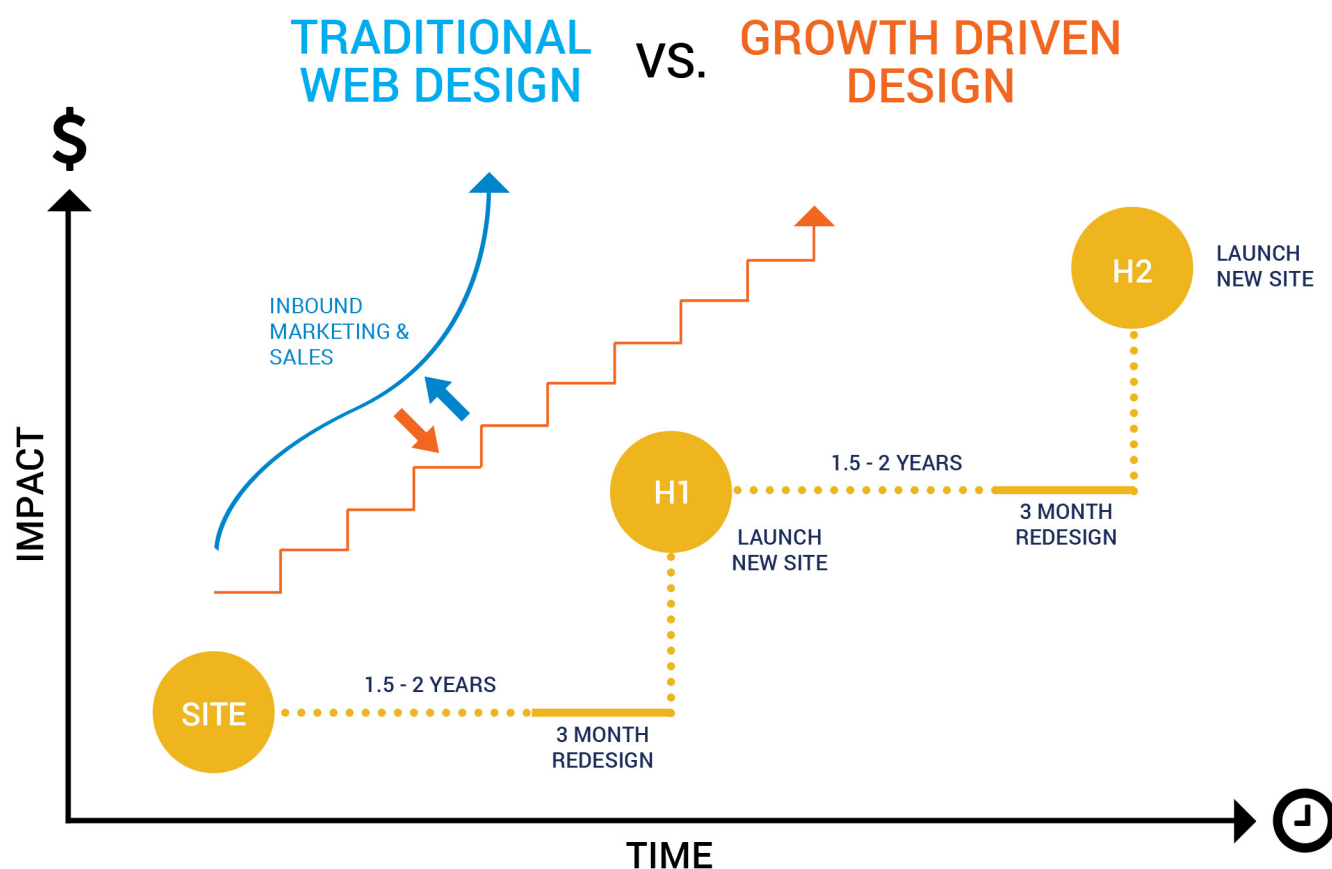 TRADITIONAL
WEB DESIGN
VS.
GROWTH DRIVEN
DESIGN
$
IMPACT
INBOUND
MARKETING &
SALES
H2
LAUNCH
NEW SITE
H1
LAUNCH
NEW SITE
1.5 - 2 YEARS
3 MONTH
REDESIGN
SITE
1.5 - 2 YEARS
3 MONTH
REDESIGN
TIME